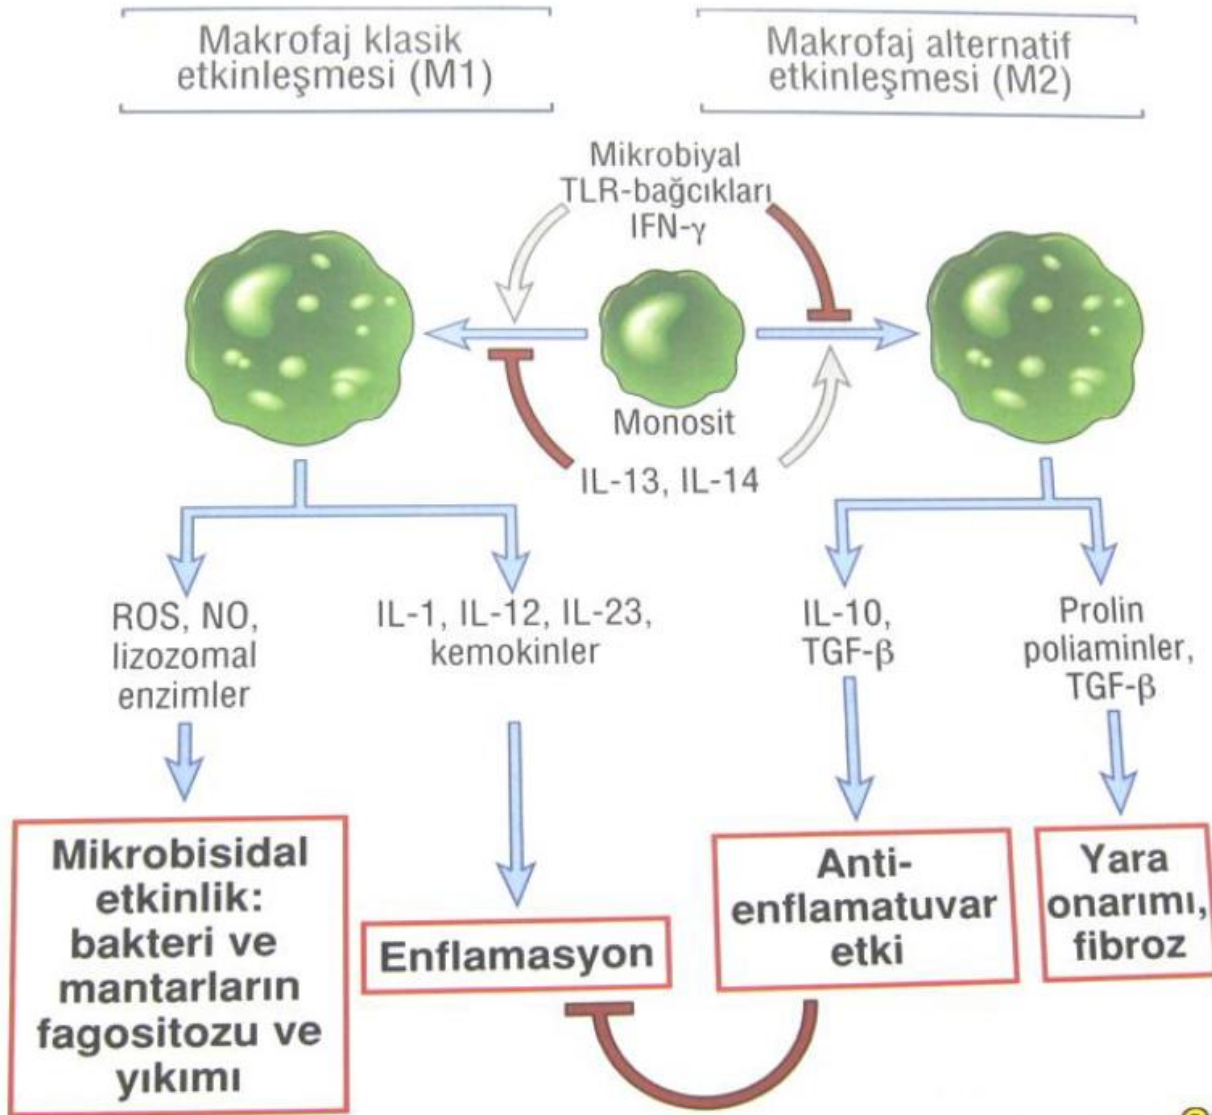 Makrofaj klasik
etkinleşmesi (M1)
Makrofaj alternatif
etkinleşmesi (M2)
Mikrobiyal
TLR-bağcıkları
IFN-γ
Monosit
IL-13, IL-14
ROS, NO,
lizozomal
enzimler
IL-1, IL-12, IL-23,
kemokinler
IL-10,
TGF-β
Prolin
poliaminler,
TGF-β
Mikrobisidal
etkinlik:
bakteri ve
mantarların
fagositozu ve
yıkımı
Enflamasyon
Anti-
enflamatuvar
etki
Yara
onarımı,
fibroz